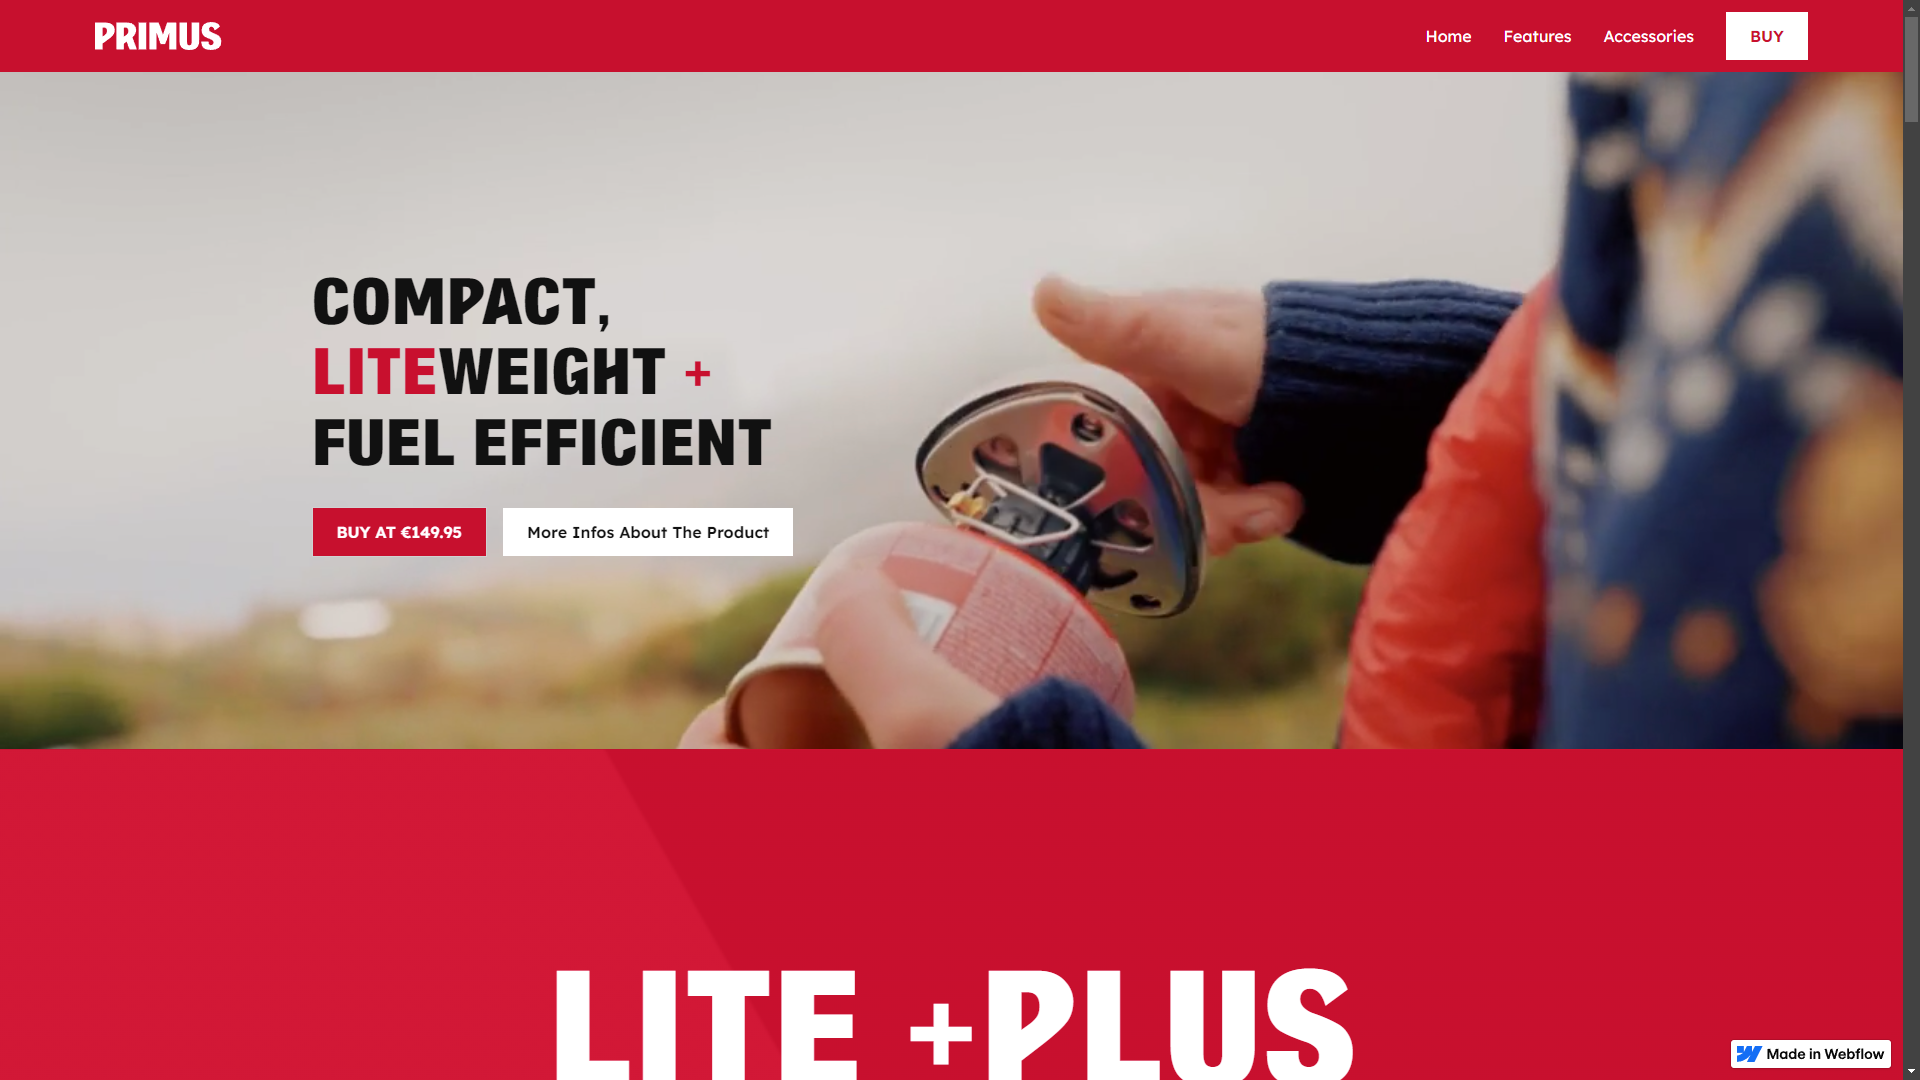 PRIMUS
Home
Features
Accessories
BUY
COMPACT,
LITEWEIGHT +
FUEL EFFICIENT
BUY AT €149.95
More Infos About The Product
LITE +PLUS
Made in Webflow